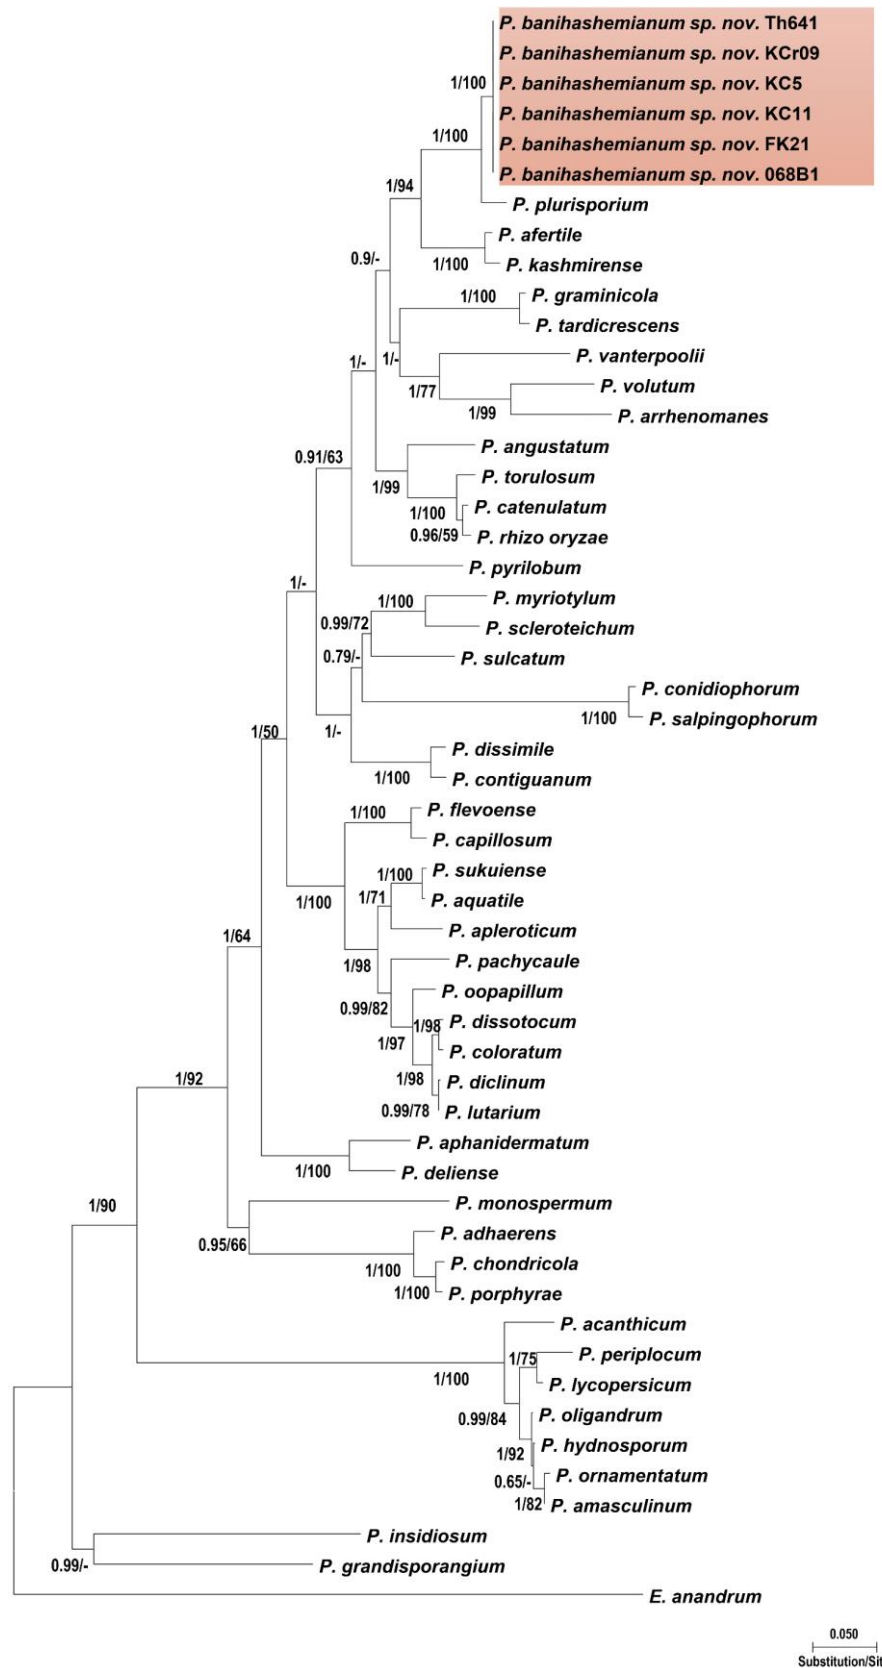 P. banihashemianum sp. nov. Th641
P. banihashemianum sp. nov. KCr09
1/100
P. banihashemianum sp. nov. KC5
P. banihashemianum sp. nov. KC11
1/100
P. banihashemianum sp. nov. FK21
P. banihashemianum sp. nov. 068B1
1/94
P. plurisporium
P. afertile
0.9/-
1/100
P. kashmirense
1/100
P. graminicola
P. tardicrescens
1/-
1/-
P. vanterpoolii
1/77
P. volutum
1/99
P. arrhenomanes
P. angustatum
0.91/63
1/99
P. torulosum
1/100
P. catenulatum
0.96/59
P. rhizo oryzae
P. pyrilobum
1/-
1/100
P. myriotylum
0.99/72
P. scleroteichum
0.79/-
P. sulcatum
P. conidiophorum
1/100
P. salpingophorum
1/50
1/-
P. dissimile
1/100
P. contiguanum
1/100
P. flevoense
P. capillosum
1/100
P. sukuiense
1/100
1/71
P. aquatile
1/64
P. apleroticum
1/98
P. pachycaule
0.99/82
P. oopapillum
1/98
P. dissotocum
1/97
P. coloratum
1/92
1/98
P. diclinum
0.99/78
P. lutarium
P. aphanidermatum
1/100
P. deliense
1/90
P. monospermum
0.95/66
P. adhaerens
1/100
P. chondricola
1/100
P. porphyrae
P. acanthicum
1/75
P. periplocum
1/100
P. lycopersicum
0.99/84
P. oligandrum
1/92
P. hydnosporum
0.65/-
P. ornamentatum
1/82
P. amasculinum
P. insidiosum
0.99/-
P. grandisporangium
E. anandrum
0.050
Substitution/Sit